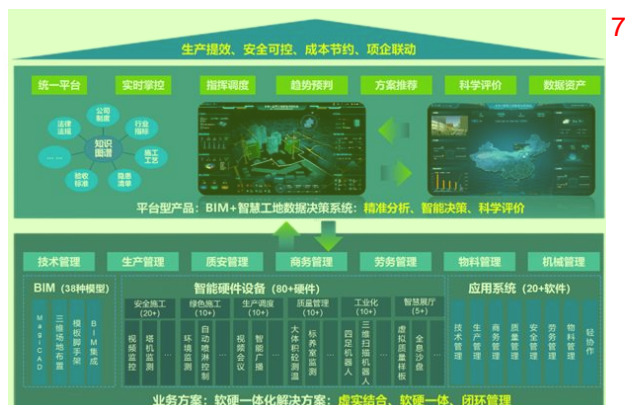 7
生产提效、安全可控、成本节约、项企联动
统一平台 实时掌控 指挥调度 趋势预判 方案推荐 科学评价 数据资产
公司制度
法律法规
行业指标
知识图谱
……
施工工艺
验收标准
隐患清单
平台型产品：BIM+智慧工地数据决策系统：精准分析、智能决策、科学评价
技术管理 生产管理 质安管理 商务管理 劳务管理 物料管理 机械管理
BIM（38种模型） 智能硬件设备（80+硬件） 应用系统（20+软件）
安全施工（20+） 绿色施工（10+） 生产调度（10+） 质量管理（10+） 工业化（10+） 智慧展厅（5+）
MagiCAD
三维场地布置
模板脚手架
BIM集成
视频监控
塔机监测
…
环境监测
自动喷淋控制
…
视频会议
智能广播
…
大体积砼测温
标养室监测
…
四足机器人
三维扫描机器人
…
虚拟质量样板
全息沙盘
…
技术管理
生产管理
商务管理
质量管理
安全管理
劳务管理
物料管理
轻协作
业务方案：软硬一体化解决方案：虚实结合、软硬一体、闭环管理